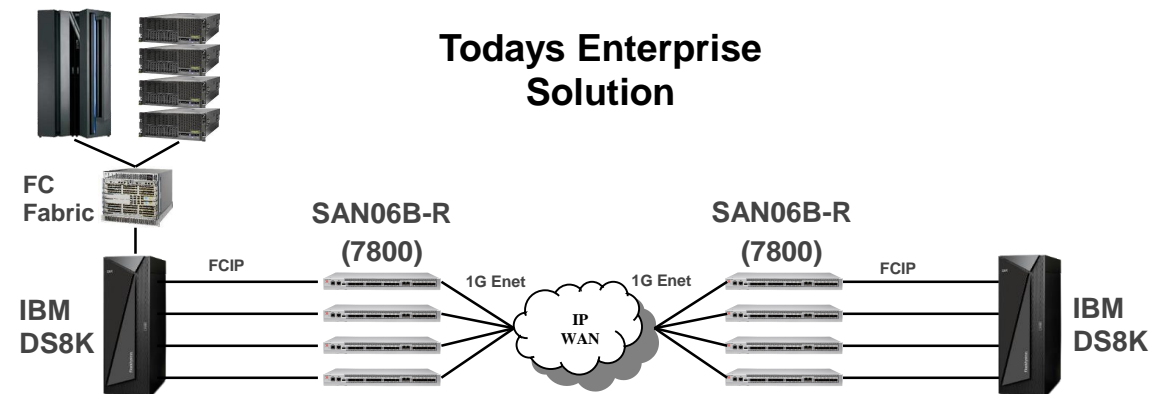 Todays Enterprise
Solution
FC
Fabric
SAN06B-R
(7800)
SAN06B-R
(7800)
FCIP
1G Enet
1G Enet
FCIP
IBM
DS8K
IP
WAN
IBM
DS8K